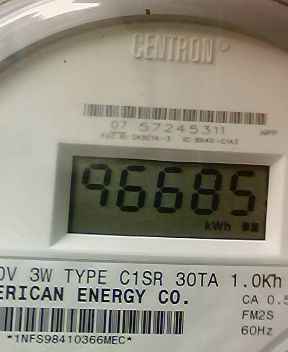 CENTRON®
07 57245311
96685
kWh
0V 3W TYPE C1SR 30TA 1.0Kh
ERICAN ENERGY CO.
CA 0.5
FM2S
60Hz
*1NFS98410366MEC*